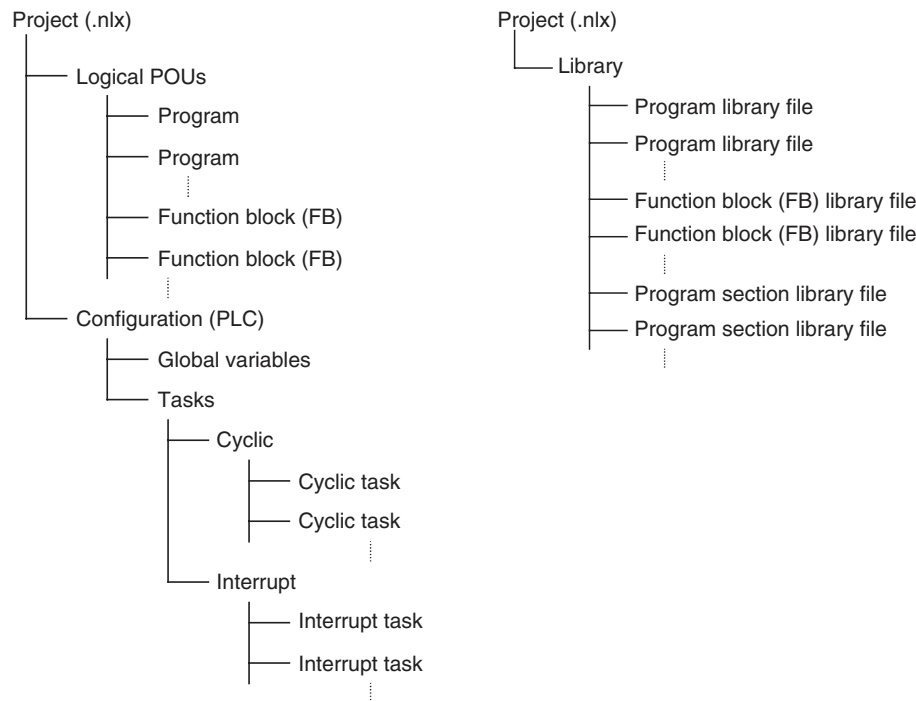 Project (.nlx)
Logical POUs
Program
Program
Function block (FB)
Function block (FB)
Configuration (PLC)
Global variables
Tasks
Cyclic
Cyclic task
Cyclic task
Interrupt
Interrupt task
Interrupt task
Project (.nlx)
Library
Program library file
Program library file
Function block (FB) library file
Function block (FB) library file
Program section library file
Program section library file